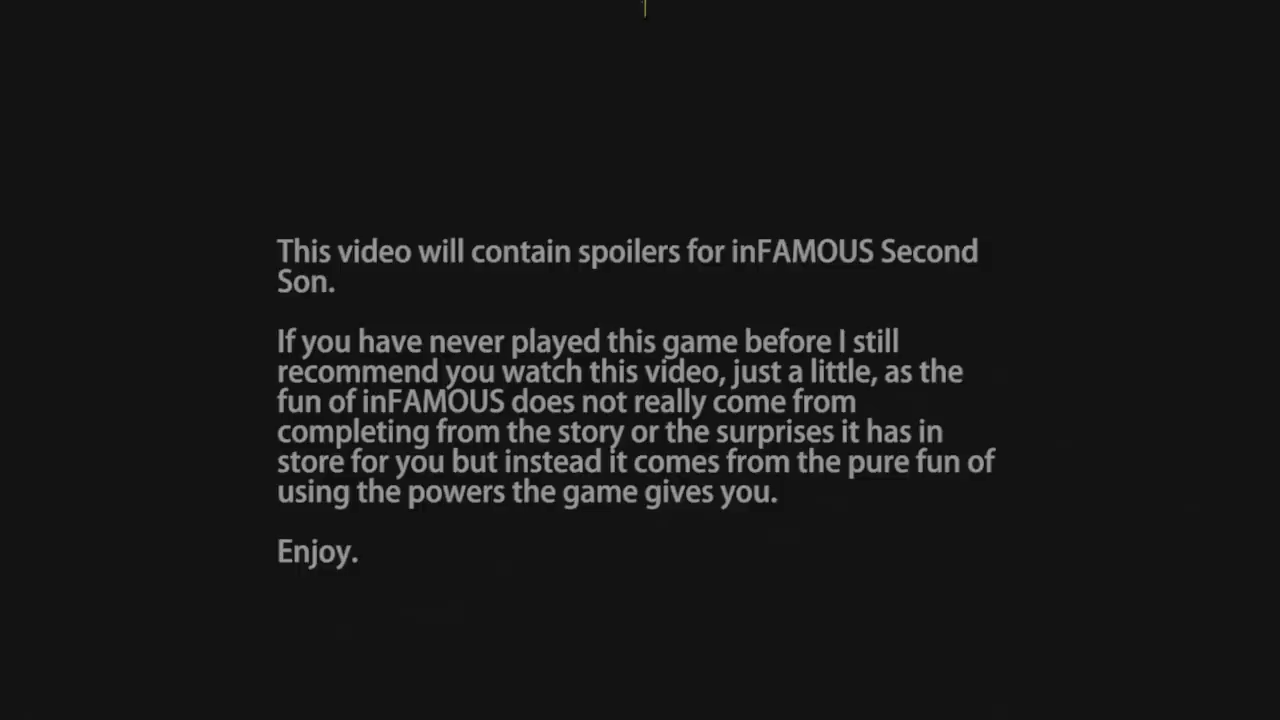 This video will contain spoilers for inFAMOUS Second
Son.
If you have never played this game before I still
recommend you watch this video, just a little, as the
fun of inFAMOUS does not really come from
completing from the story or the surprises it has in
store for you but instead it comes from the pure fun of
using the powers the game gives you.
Enjoy.